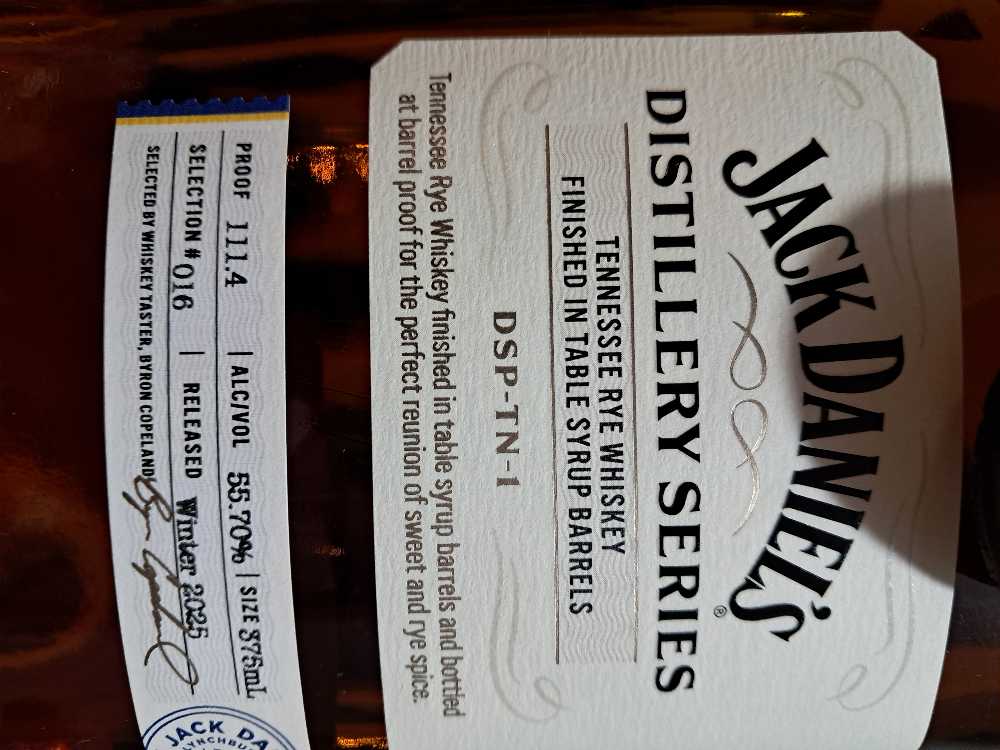 JACK DANIEL'S
DISTILLERY SERIES®
TENNESSEE RYE WHISKEY
FINISHED IN TABLE SYRUP BARRELS
DSP-TN-1
Tennessee Rye Whiskey finished in table syrup barrels and bottled
at barrel proof for the perfect reunion of sweet and rye spice.
PROOF 111.4 | ALC/VOL 55.70% | SIZE 375mL
SELECTION # 016 | RELEASED Winter 2025
SELECTED BY WHISKEY TASTER, BYRON COPELAND
JACK DA
LYNCHBU